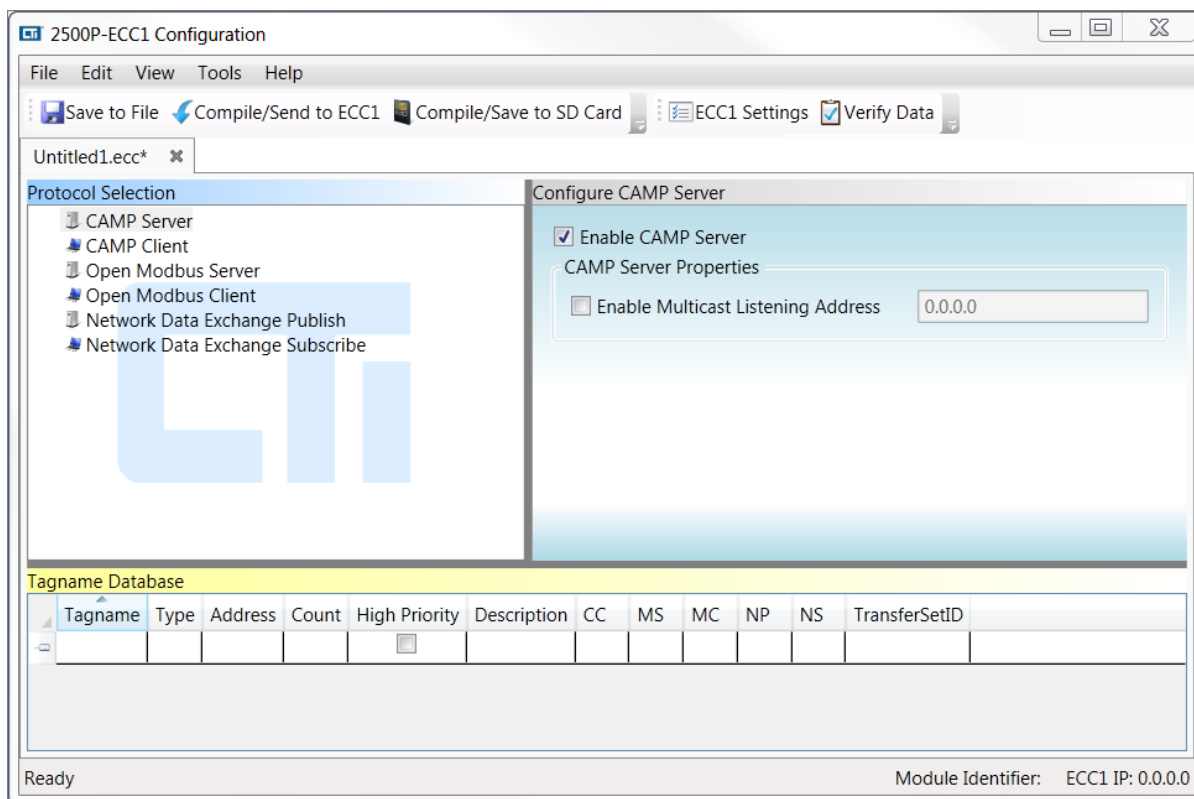 CTI 2500P-ECC1 Configuration
File Edit View Tools Help
Save to File Compile/Send to ECC1 Compile/Save to SD Card ECC1 Settings Verify Data
Untitled1.ecc*
Protocol Selection
CAMP Server
CAMP Client
Open Modbus Server
Open Modbus Client
Network Data Exchange Publish
Network Data Exchange Subscribe
CTI
Configure CAMP Server
Enable CAMP Server
CAMP Server Properties
Enable Multicast Listening Address 0.0.0.0
Tagname Database
Tagname Type Address Count High Priority Description CC MS MC NP NS TransferSetID
Ready Module Identifier: ECC1 IP: 0.0.0.0